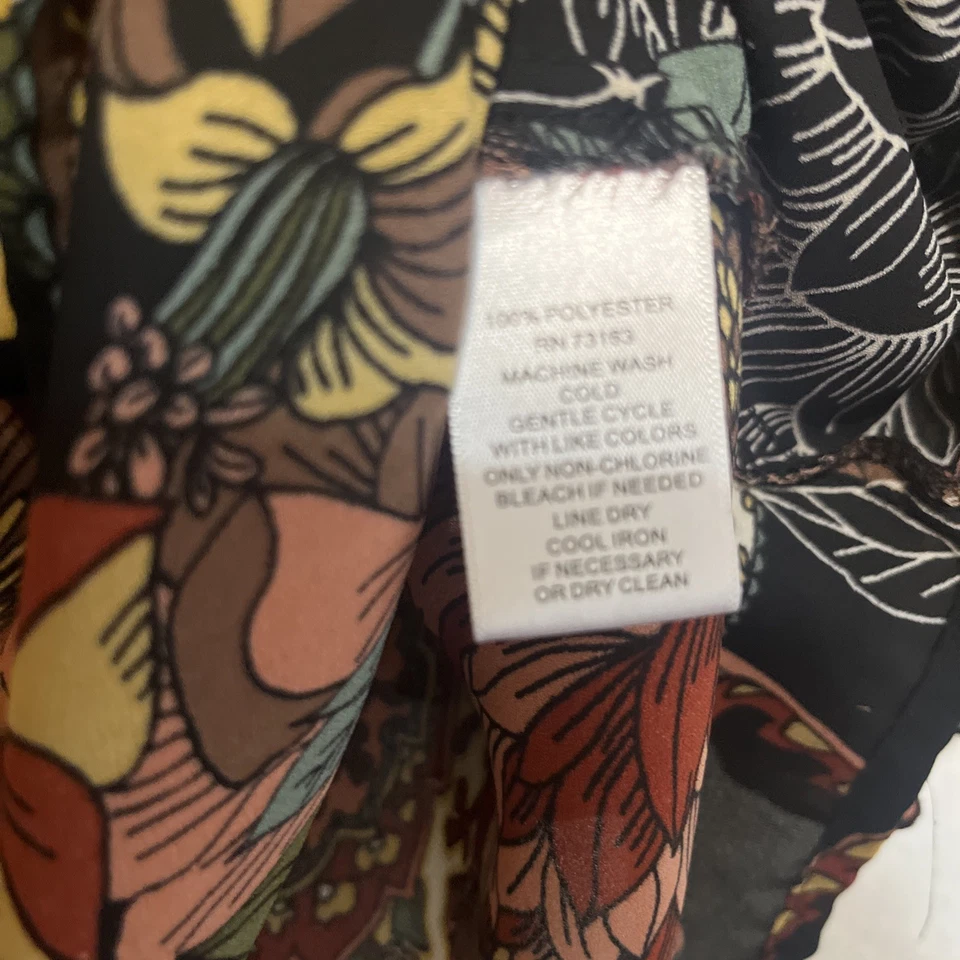 100% POLYESTER
RN 73163
MACHINE WASH
COLD
GENTLE CYCLE
WITH LIKE COLORS
ONLY NON-CHLORINE
BLEACH IF NEEDED
LINE DRY
COOL IRON
IF NECESSARY
OR DRY CLEAN